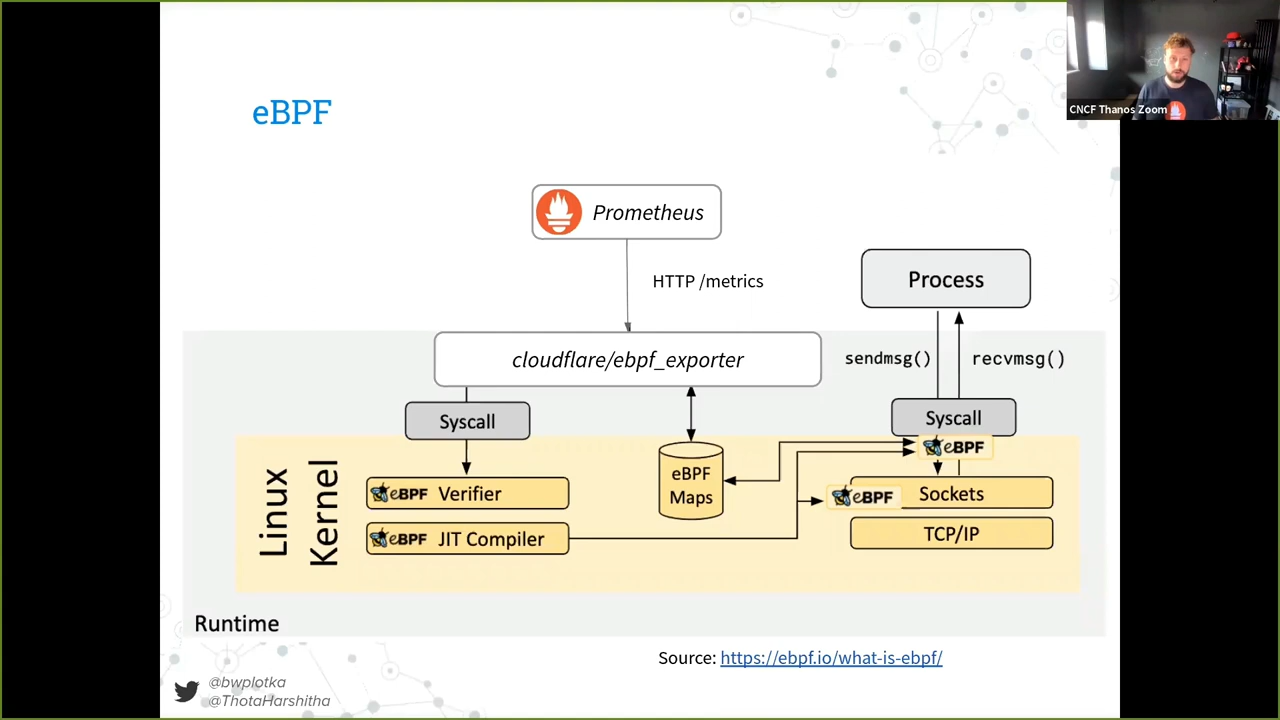 CNCF Thanos Zoom
eBPF
Prometheus
HTTP /metrics
Process
cloudflare/ebpf_exporter
sendmsg()
recvmsg()
Syscall
Syscall
eBPF
Linux
Kernel
eBPF Verifier
eBPF
Maps
eBPF
Sockets
eBPF JIT Compiler
TCP/IP
Runtime
Source: https://ebpf.io/what-is-ebpf/
@bwplotka
@ThotaHarshitha